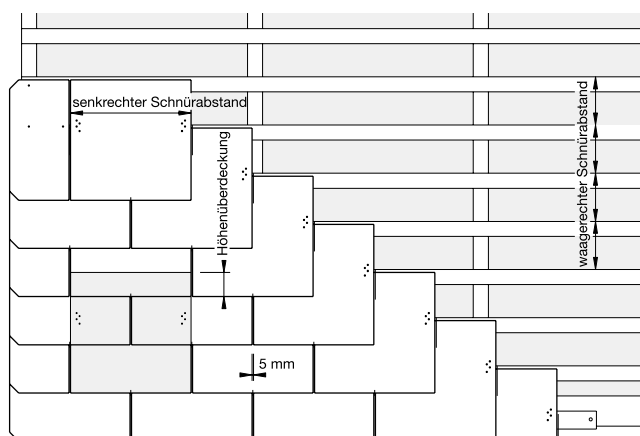 senkrechter Schnürabstand
Höhenüberdeckung
waagerechter Schnürabstand
5 mm